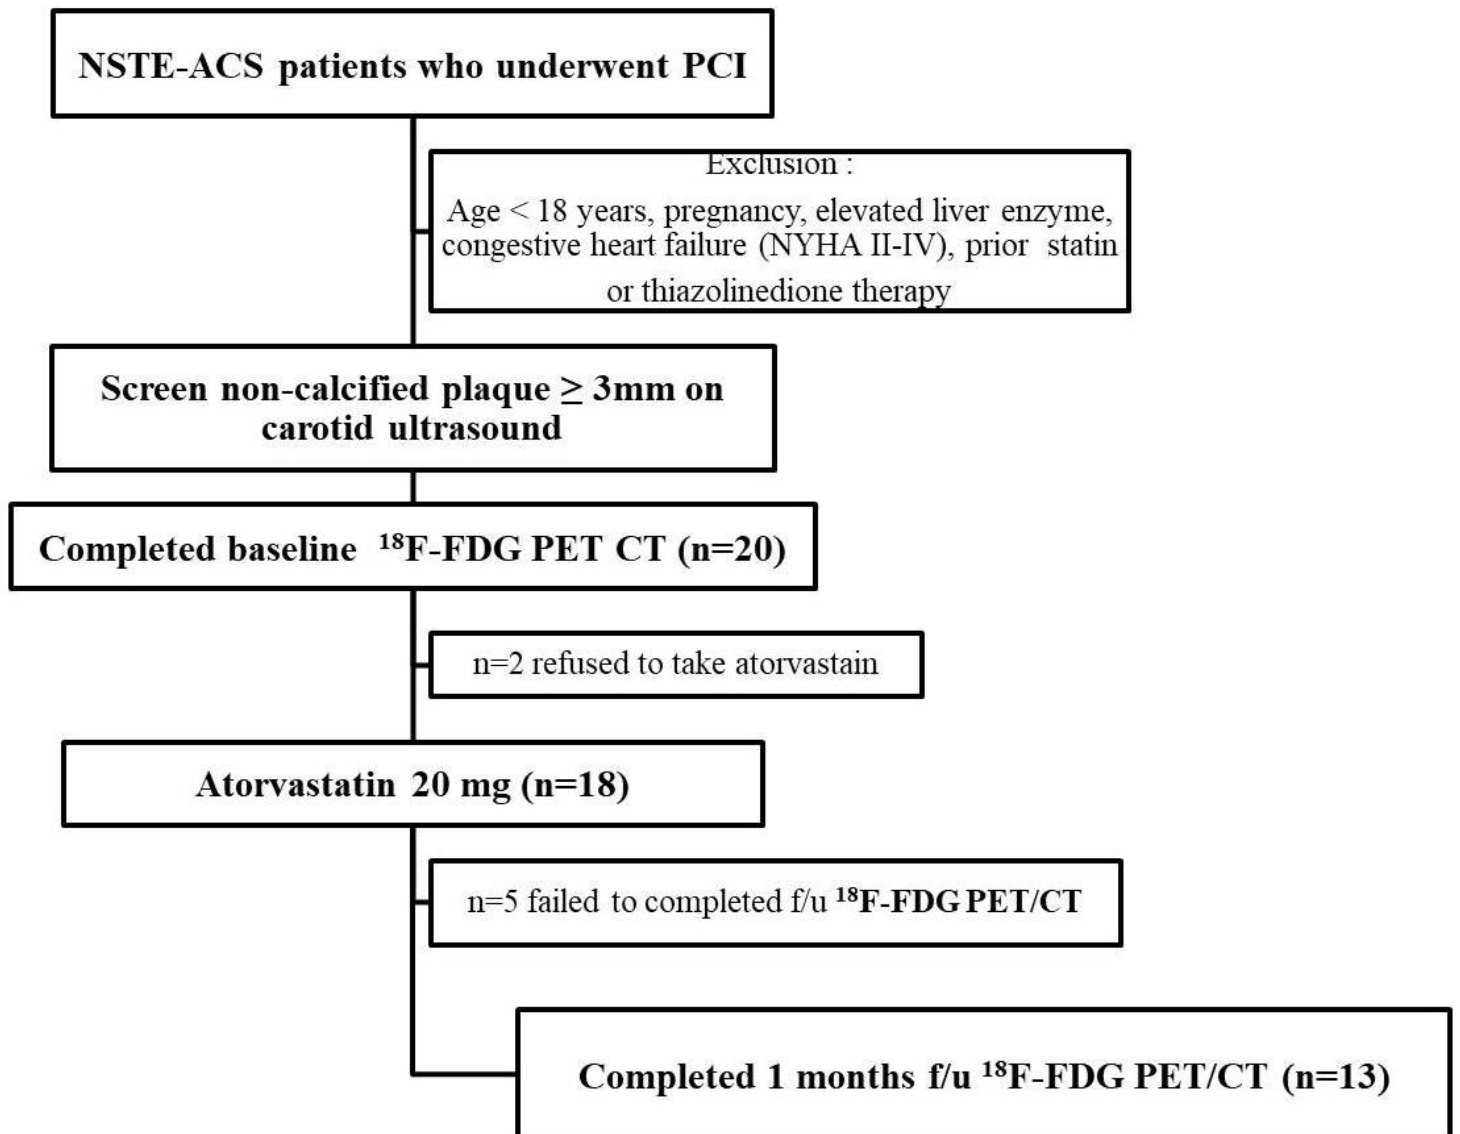 NSTE-ACS patients who underwent PCI
Exclusion :
Age < 18 years, pregnancy, elevated liver enzyme,
congestive heart failure (NYHA II-IV), prior statin
or thiazolinedione therapy
Screen non-calcified plaque ≥ 3mm on
carotid ultrasound
Completed baseline ¹⁸F-FDG PET CT (n=20)
n=2 refused to take atorvastain
Atorvastatin 20 mg (n=18)
n=5 failed to completed f/u ¹⁸F-FDG PET/CT
Completed 1 months f/u ¹⁸F-FDG PET/CT (n=13)